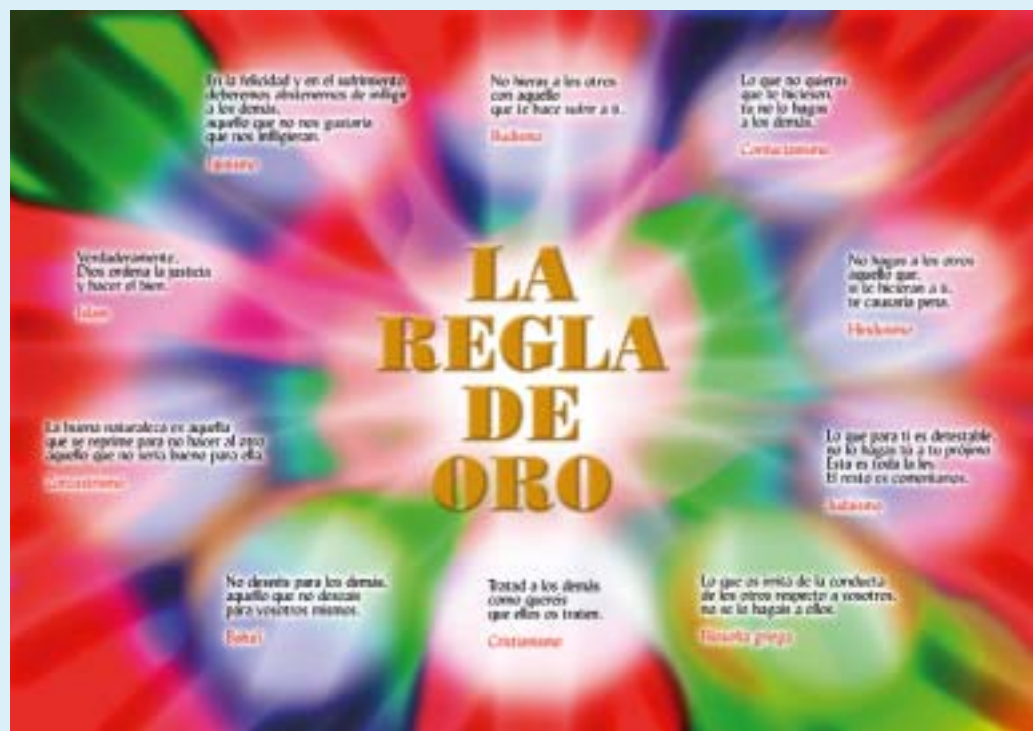 En la felicidad y en el sufrimiento
deberemos abstenernos de infligir
a los demás,
aquello que no nos gustaría
que nos infligieran.
Jainismo
No hieras a los otros
con aquello
que te hace sufrir a ti.
Budismo
Lo que no quieras
que te hiciesen,
tú no lo hagas
a los demás.
Confucianismo
Verdaderamente,
Dios ordena la justicia
y hacer el bien.
Islam
LA
REGLA
DE
ORO
No hagas a los otros
aquello que,
si te hicieran a ti,
te causaría pena.
Hinduismo
La buena naturaleza es aquella
que se reprime para no hacer al otro
aquello que no sería bueno para ella.
Zoroastrismo
Lo que para ti es detestable,
no lo hagas tú a tu prójimo.
Esta es toda la ley.
El resto es comentarios.
Judaísmo
No deseéis para los demás,
aquello que no deseáis
para vosotros mismos.
Bahá'í
Tratad a los demás
como queréis
que ellos os traten.
Cristianismo
Lo que os irrita de la conducta
de los otros respecto a vosotros,
no se lo hagáis a ellos.
Filosofía griega